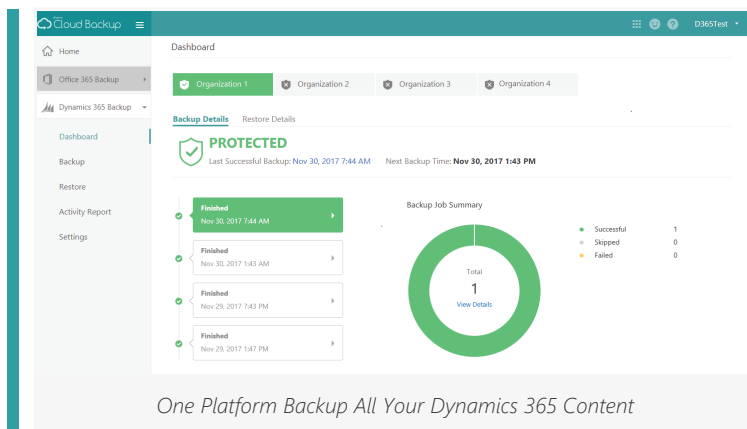 Cloud Backup
D365Test
Home
Dashboard
Office 365 Backup
Organization 1
Organization 2
Organization 3
Organization 4
Dynamics 365 Backup
Backup Details
Restore Details
Dashboard
PROTECTED
Backup
Last Successful Backup: Nov 30, 2017 7:44 AM
Next Backup Time: Nov 30, 2017 1:43 PM
Restore
Activity Report
Settings
Finished
Nov 30, 2017 7:44 AM
Finished
Nov 30, 2017 1:43 AM
Finished
Nov 29, 2017 7:43 PM
Finished
Nov 29, 2017 1:47 PM
Backup Job Summary
Total
1
View Details
Successful 1
Skipped 0
Failed 0
One Platform Backup All Your Dynamics 365 Content